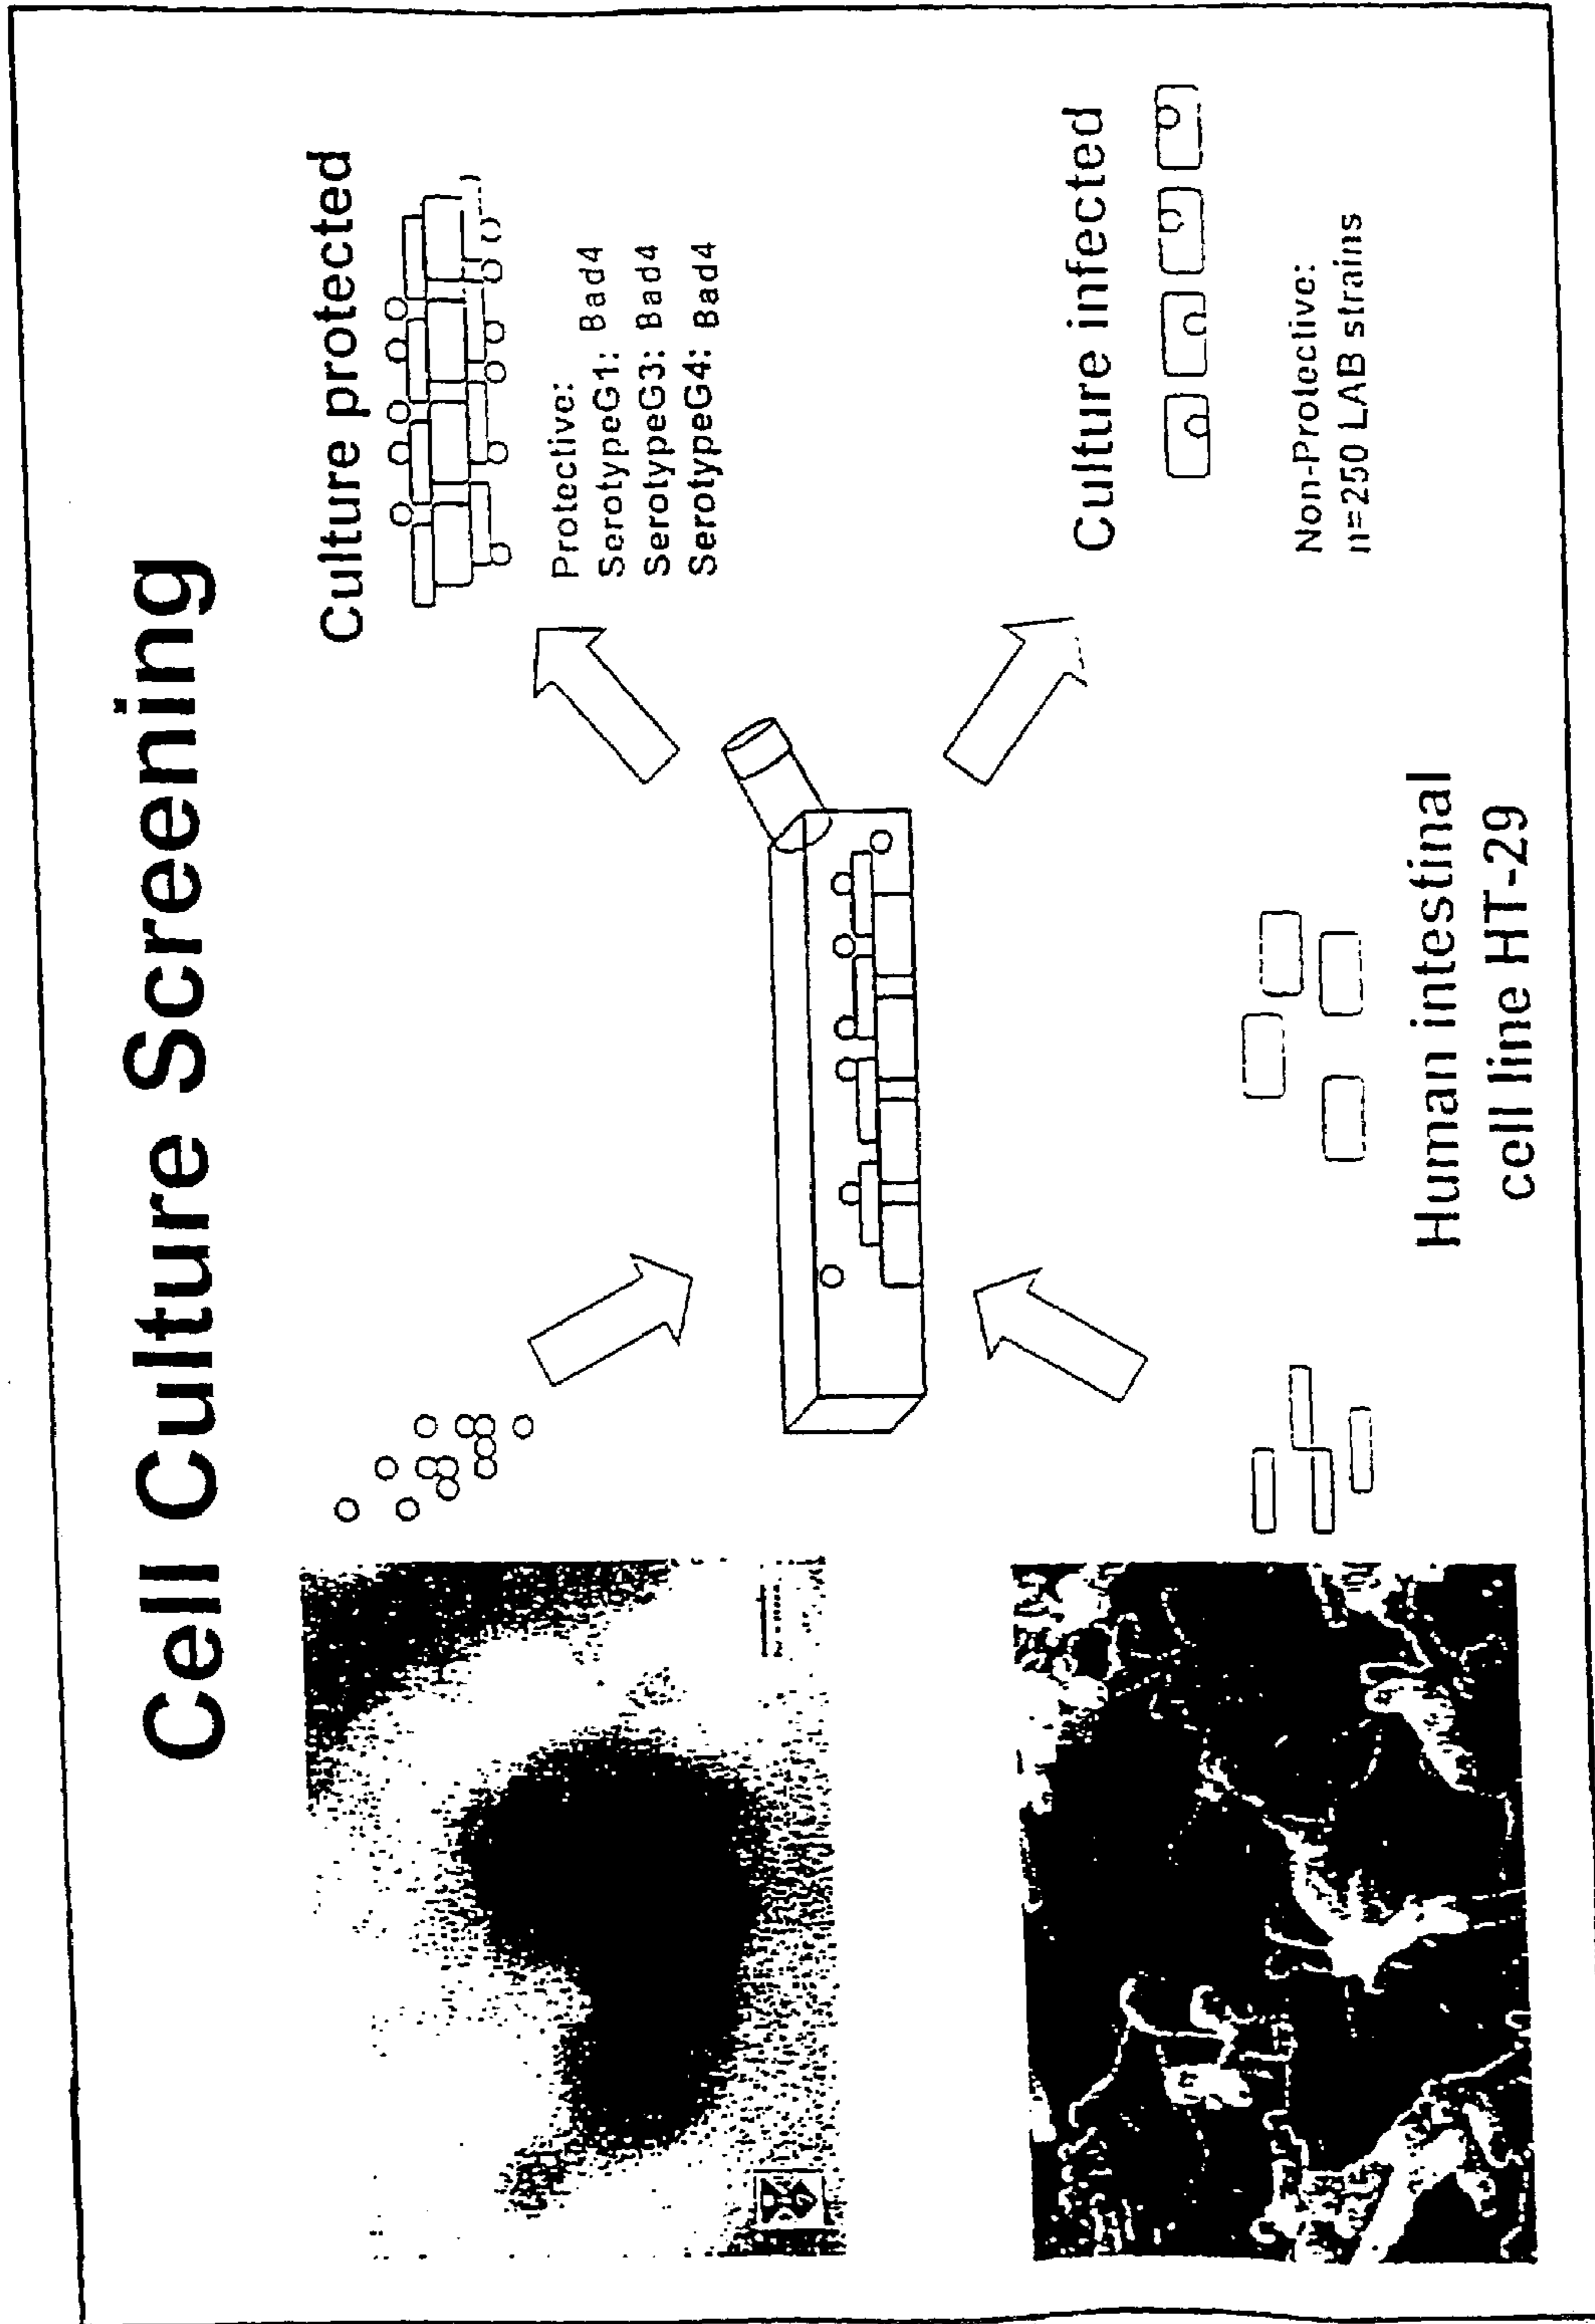 Cell Culture Screening
Culture protected
Protective:
SerotypeG1: Bad4
SerotypeG3: Bad4
SerotypeG4: Bad4
Culture infected
Non-Protective:
n=250 LAB strains
Human intestinal
cell line HT-29